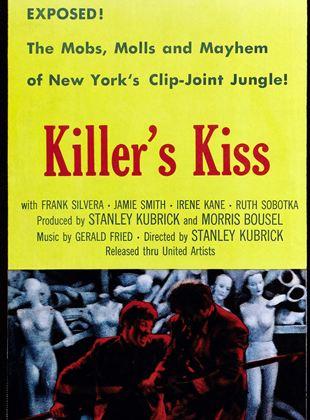 EXPOSED!
The Mobs, Molls and Mayhem
of New York's Clip-Joint Jungle!
Killer's Kiss
with FRANK SILVERA · JAMIE SMITH · IRENE KANE · RUTH SOBOTKA
Produced by STANLEY KUBRICK and MORRIS BOUSEL
Music by GERALD FRIED · Directed by STANLEY KUBRICK
Released thru United Artists